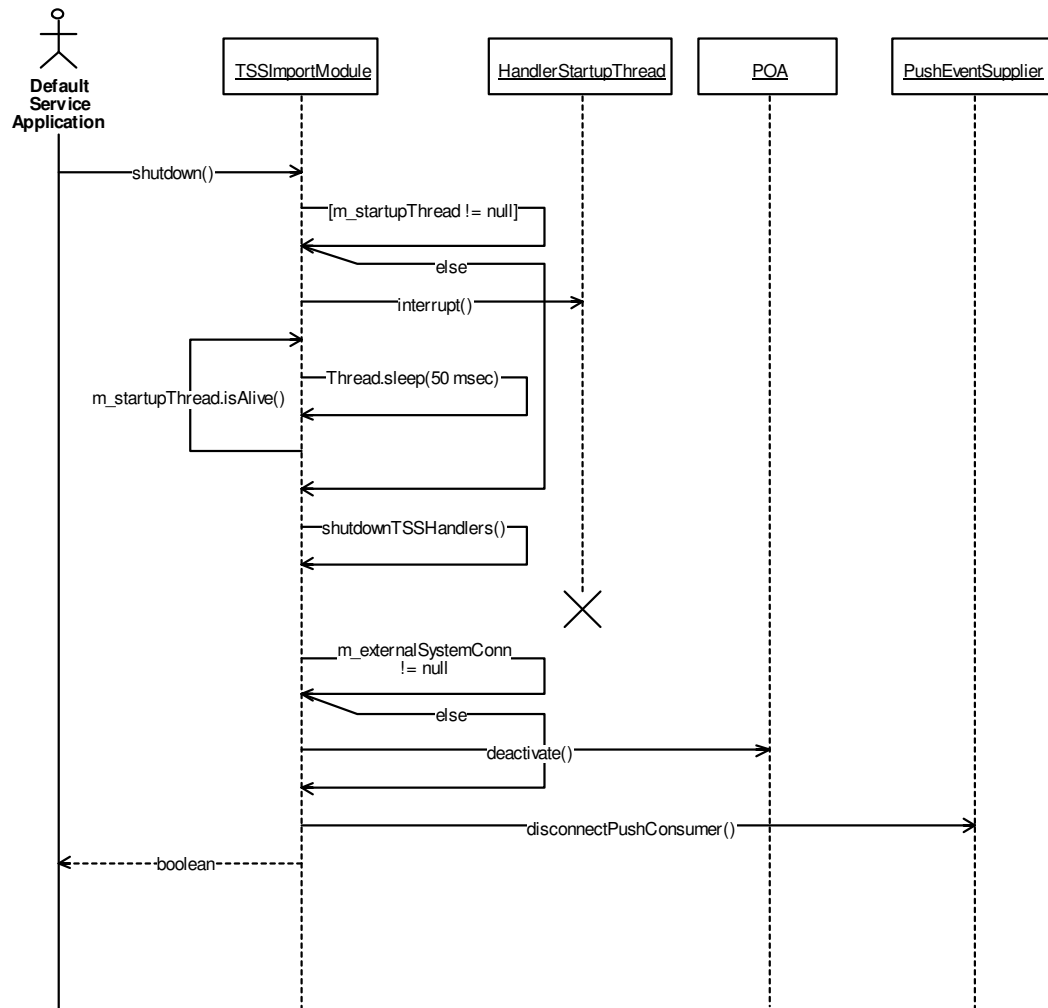 TSSImportModule
HandlerStartupThread
POA
PushEventSupplier
Default
Service
Application
shutdown()
[m_startupThread != null]
else
interrupt()
Thread.sleep(50 msec)
m_startupThread.isAlive()
shutdownTSSHandlers()
m_externalSystemConn
!= null
else
deactivate()
disconnectPushConsumer()
boolean